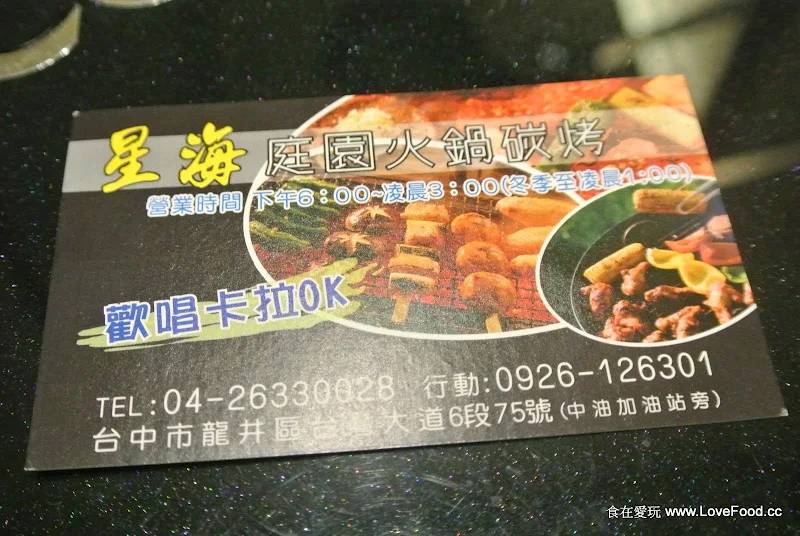 星海 庭園火鍋碳烤
營業時間 下午6：00~凌晨3：00(冬季至凌晨1:00)
歡唱卡拉OK
TEL:04-26330028 行動:0926-126301
台中市龍井區台 大道6段75號(中油加油站旁)
食在愛玩 www.LoveFood.cc